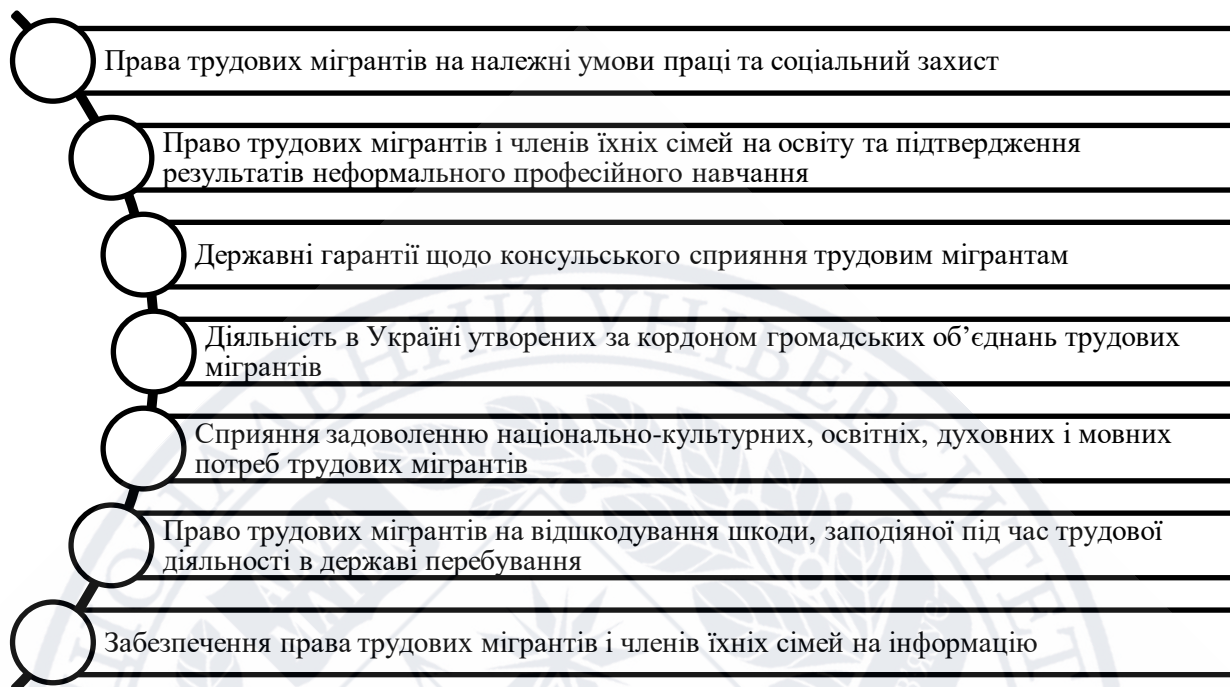 Права трудових мігрантів на належні умови праці та соціальний захист
Право трудових мігрантів і членів їхніх сімей на освіту та підтвердження
результатів неформального професійного навчання
Державні гарантії щодо консульського сприяння трудовим мігрантам
Діяльність в Україні утворених за кордоном громадських об’єднань трудових
мігрантів
Сприяння задоволенню національно-культурних, освітніх, духовних і мовних
потреб трудових мігрантів
Право трудових мігрантів на відшкодування шкоди, заподіяної під час трудової
діяльності в державі перебування
Забезпечення права трудових мігрантів і членів їхніх сімей на інформацію